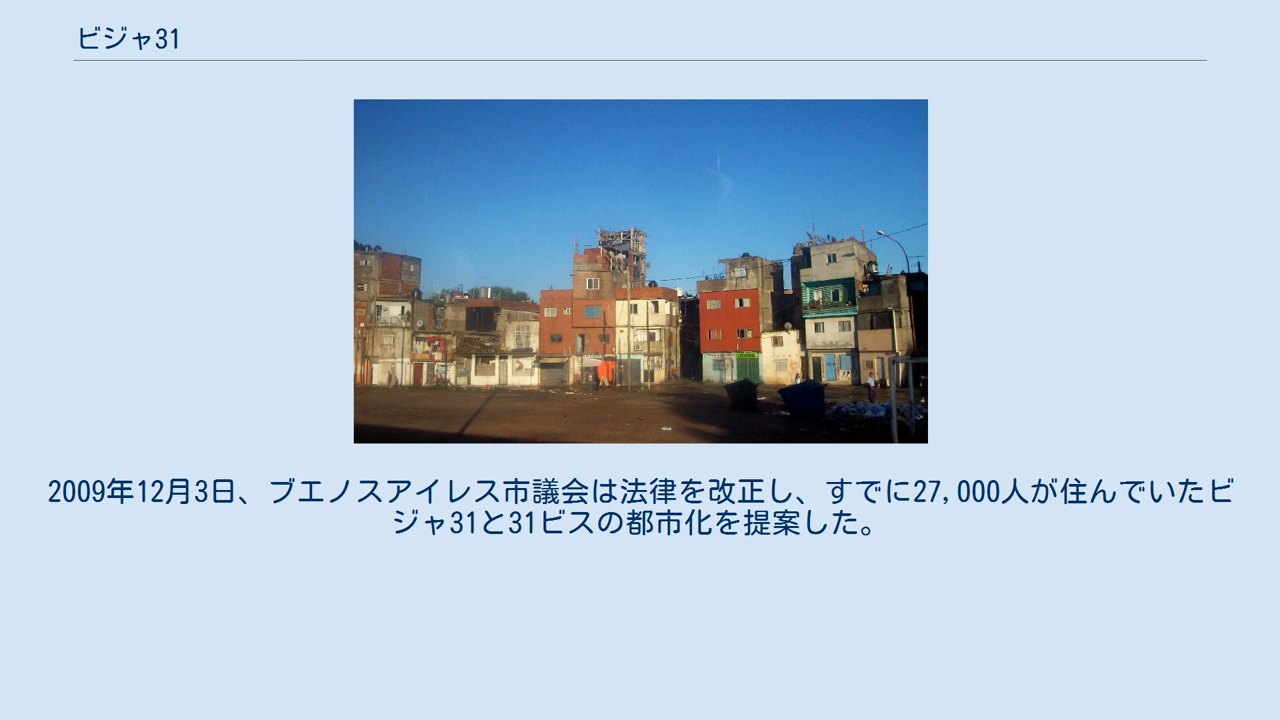 ビジャ31
2009年12月3日、ブエノスアイレス市議会は法律を改正し、すでに27,000人が住んでいたビ
ジャ31と31ビスの都市化を提案した。